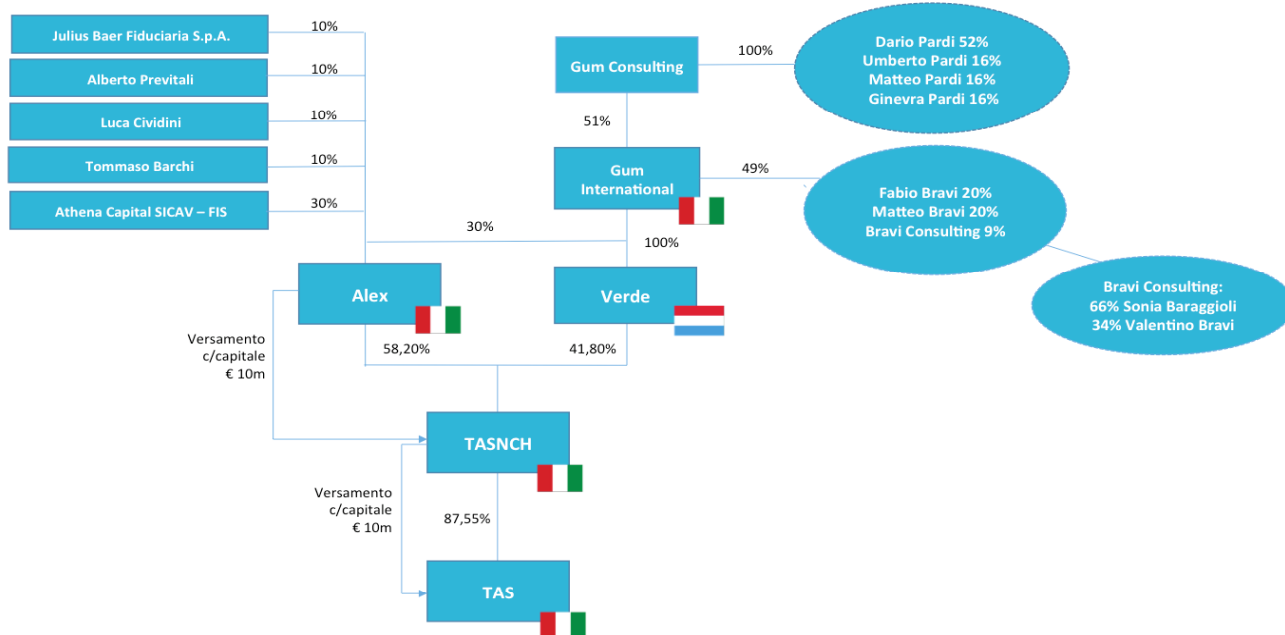 Julius Baer Fiduciaria S.p.A.
10%
Alberto Previtali
10%
Luca Cividini
10%
Tommaso Barchi
10%
Athena Capital SICAV – FIS
30%
Gum Consulting
100%
Dario Pardi 52%
Umberto Pardi 16%
Matteo Pardi 16%
Ginevra Pardi 16%
51%
Gum
International
49%
Fabio Bravi 20%
Matteo Bravi 20%
Bravi Consulting 9%
Bravi Consulting:
66% Sonia Baraggioli
34% Valentino Bravi
30%
100%
Alex
Verde
Versamento
c/capitale
€ 10m
58,20%
41,80%
TASNCH
Versamento
c/capitale
€ 10m
87,55%
TAS